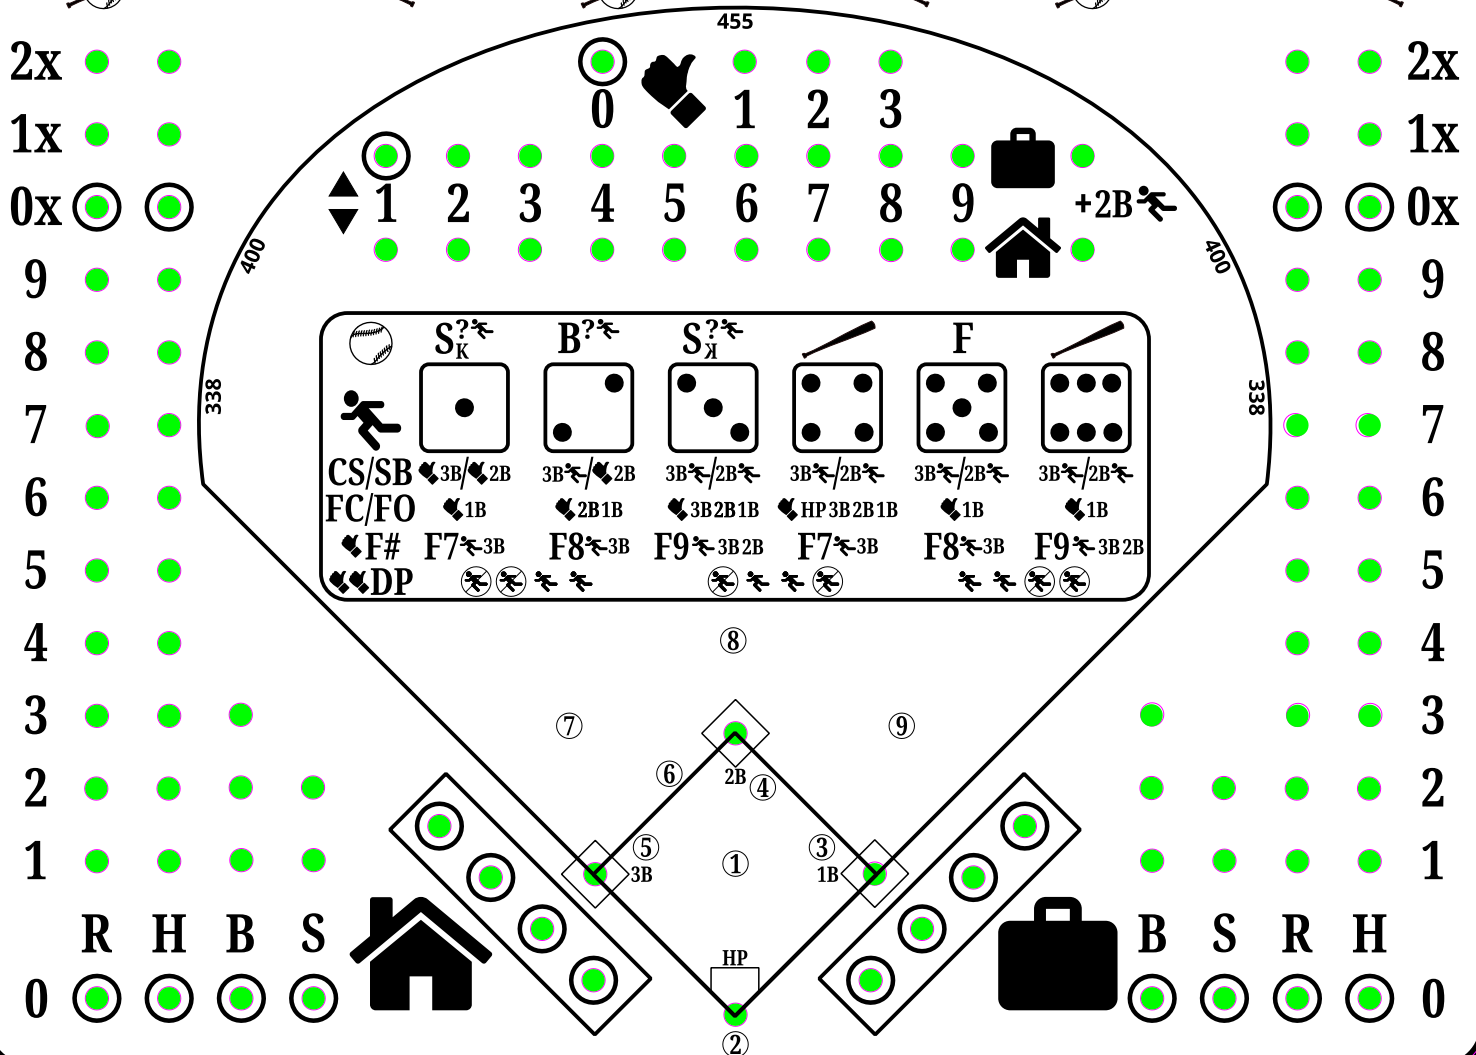 455
2x 2x
0 1 2 3
1x 1x
1 2 3 4 5 6 7 8 9 +2B
0x 0x
400 400
9 9
S?K B? S?K F
8 8
338 338
7 7
CS/SB 3B/2B 3B/2B 3B/2B 3B/2B 3B/2B 3B/2B
FC/FO 1B 2B1B 3B2B1B HP3B2B1B 1B 1B
6 6
F# F7 3B F8 3B F9 3B2B F7 3B F8 3B F9 3B2B
DP
5 5
4 4
8
3 3
7 9
6 2B 4
2 2
5 3B 1 3 1B
1 1
R H B S B S R H
HP
0 0
2